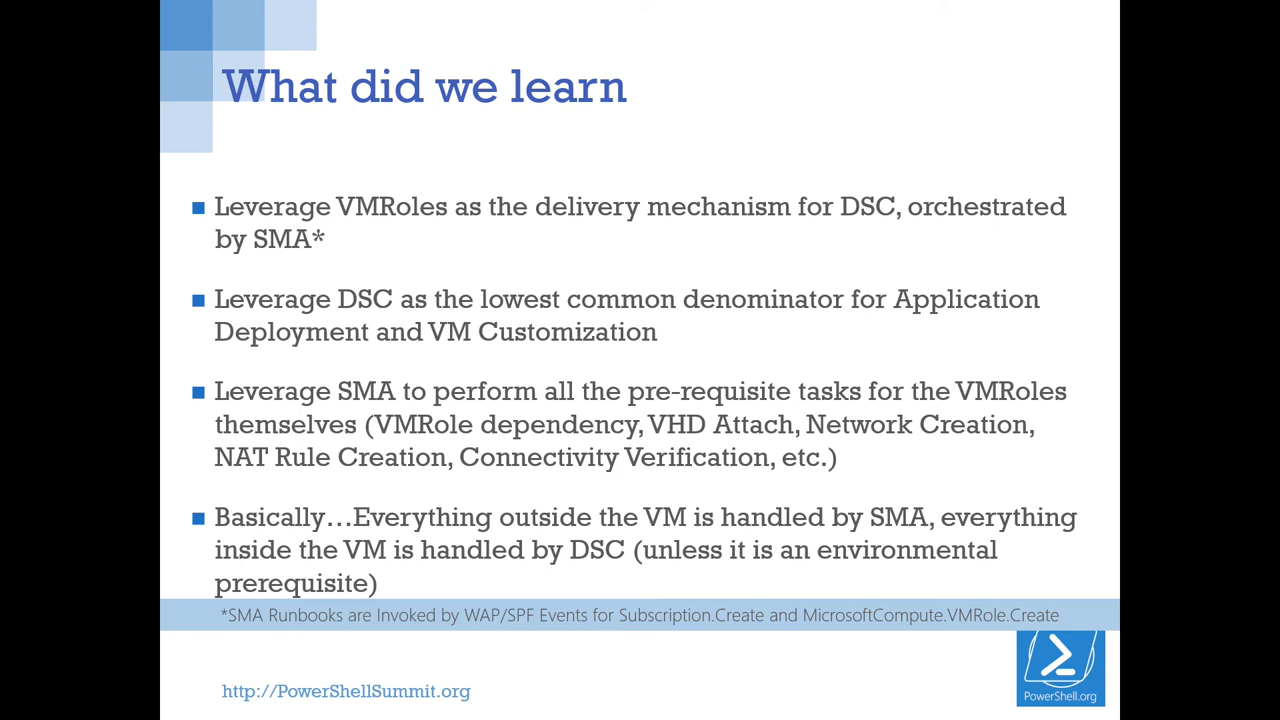 What did we learn
Leverage VMRoles as the delivery mechanism for DSC, orchestrated
by SMA*
Leverage DSC as the lowest common denominator for Application
Deployment and VM Customization
Leverage SMA to perform all the pre-requisite tasks for the VMRoles
themselves (VMRole dependency, VHD Attach, Network Creation,
NAT Rule Creation, Connectivity Verification, etc.)
Basically…Everything outside the VM is handled by SMA, everything
inside the VM is handled by DSC (unless it is an environmental
prerequisite)
*SMA Runbooks are Invoked by WAP/SPF Events for Subscription.Create and MicrosoftCompute.VMRole.Create
http://PowerShellSummit.org
PowerShell.org